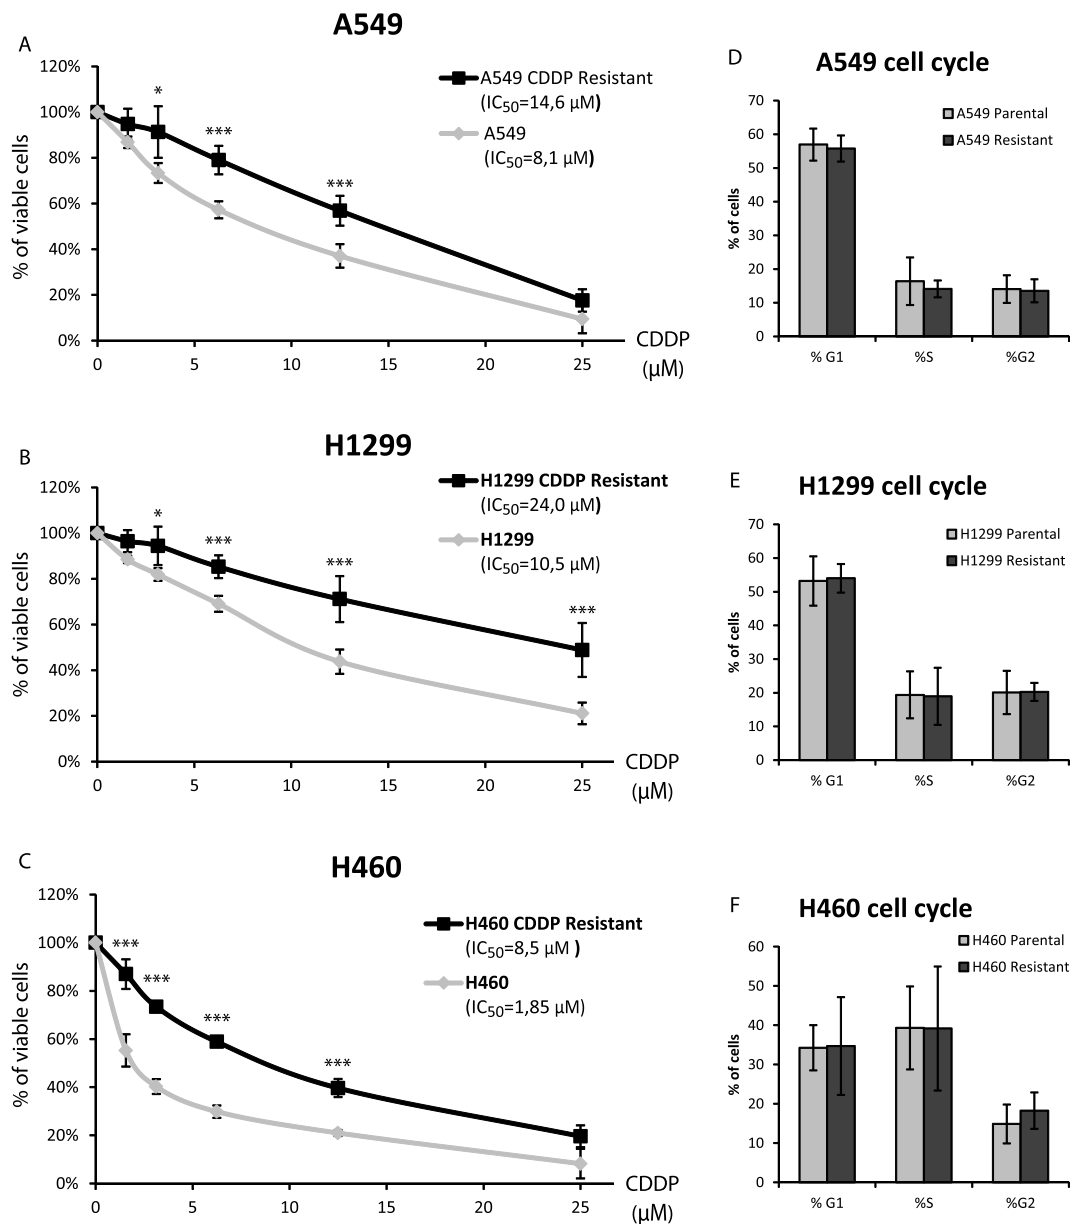 A
A549
120%
100%
80%
60%
40%
20%
0%
% of viable cells
*
***
***
A549 CDDP Resistant
(IC50=14,6 µM)
A549
(IC50=8,1 µM)
0
5
10
15
20
25
CDDP
(µM)
D
A549 cell cycle
70
60
50
40
30
20
10
0
% of cells
A549 Parental
A549 Resistant
% G1
%S
%G2
B
H1299
120%
100%
80%
60%
40%
20%
0%
% of viable cells
*
***
***
***
H1299 CDDP Resistant
(IC50=24,0 µM)
H1299
(IC50=10,5 µM)
0
5
10
15
20
25
CDDP
(µM)
E
H1299 cell cycle
70
60
50
40
30
20
10
0
% of cells
H1299 Parental
H1299 Resistant
% G1
%S
%G2
C
H460
120%
100%
80%
60%
40%
20%
0%
% of viable cells
***
***
***
***
H460 CDDP Resistant
(IC50=8,5 µM )
H460
(IC50=1,85 µM)
0
5
10
15
20
25
CDDP
(µM)
F
H460 cell cycle
60
50
40
30
20
10
0
% of cells
H460 Parental
H460 Resistant
% G1
%S
%G2